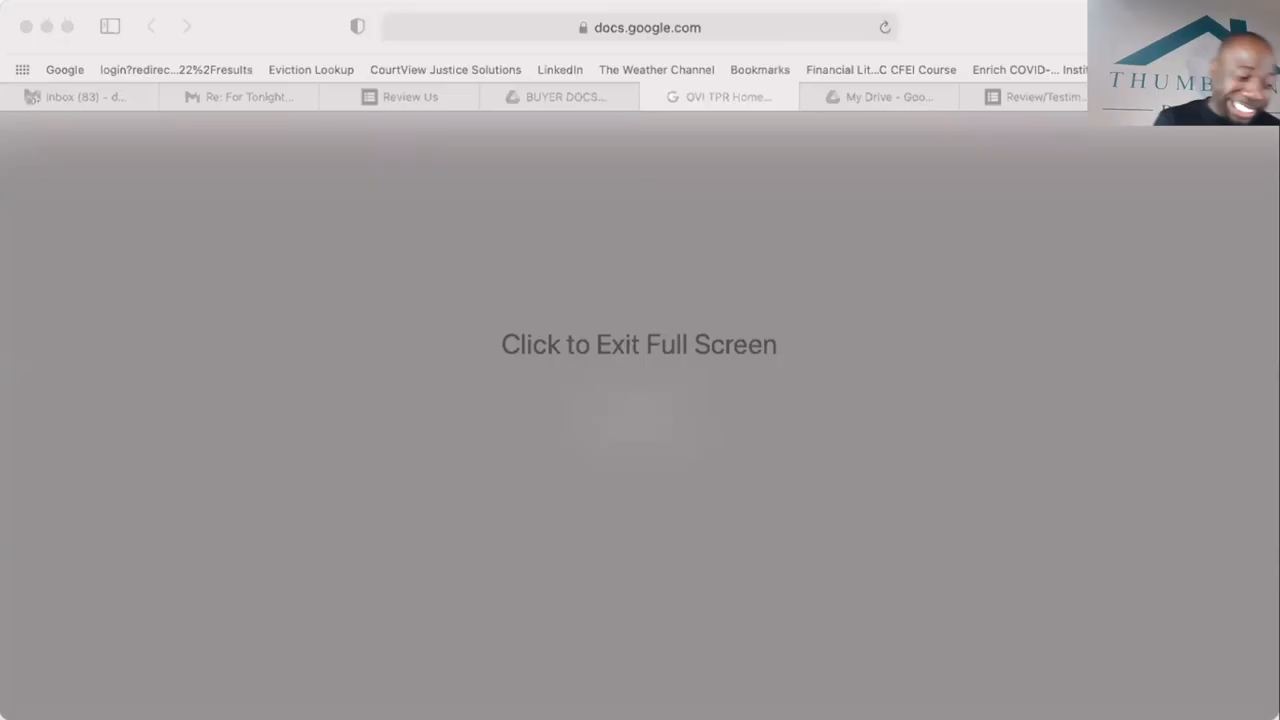 docs.google.com
Google login?redirec...22%2Fresults Eviction Lookup CourtView Justice Solutions LinkedIn The Weather Channel Bookmarks Financial Lit...C CFEI Course Enrich COVID-... Insti
Inbox (83) – d... Re: For Tonight... Review Us BUYER DOCS... OVI TPR Home... My Drive – Goo... Review/Testim...
THUMB
Click to Exit Full Screen